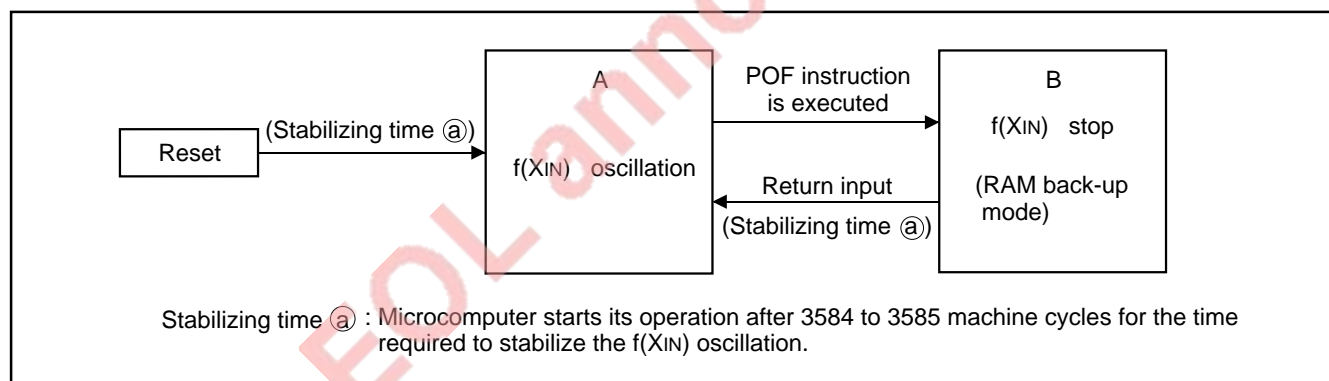 A
POF instruction
is executed
B
f(XIN) stop
(Stabilizing time ⓐ)
Reset
f(XIN) oscillation
Return input
(Stabilizing time ⓐ)
(RAM back-up
mode)
Stabilizing time ⓐ : Microcomputer starts its operation after 3584 to 3585 machine cycles for the time
required to stabilize the f(XIN) oscillation.
EOL anno